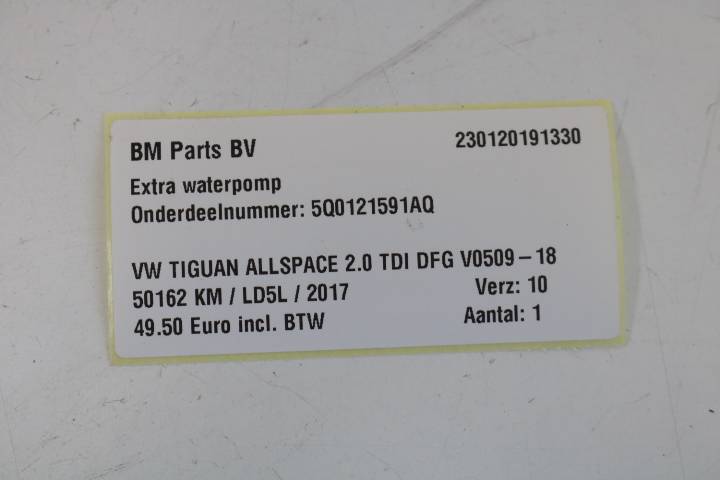 BM Parts BV 230120191330
Extra waterpomp
Onderdeelnummer: 5Q0121591AQ
VW TIGUAN ALLSPACE 2.0 TDI DFG V0509-18
50162 KM / LD5L / 2017 Verz: 10
49.50 Euro incl. BTW Aantal: 1